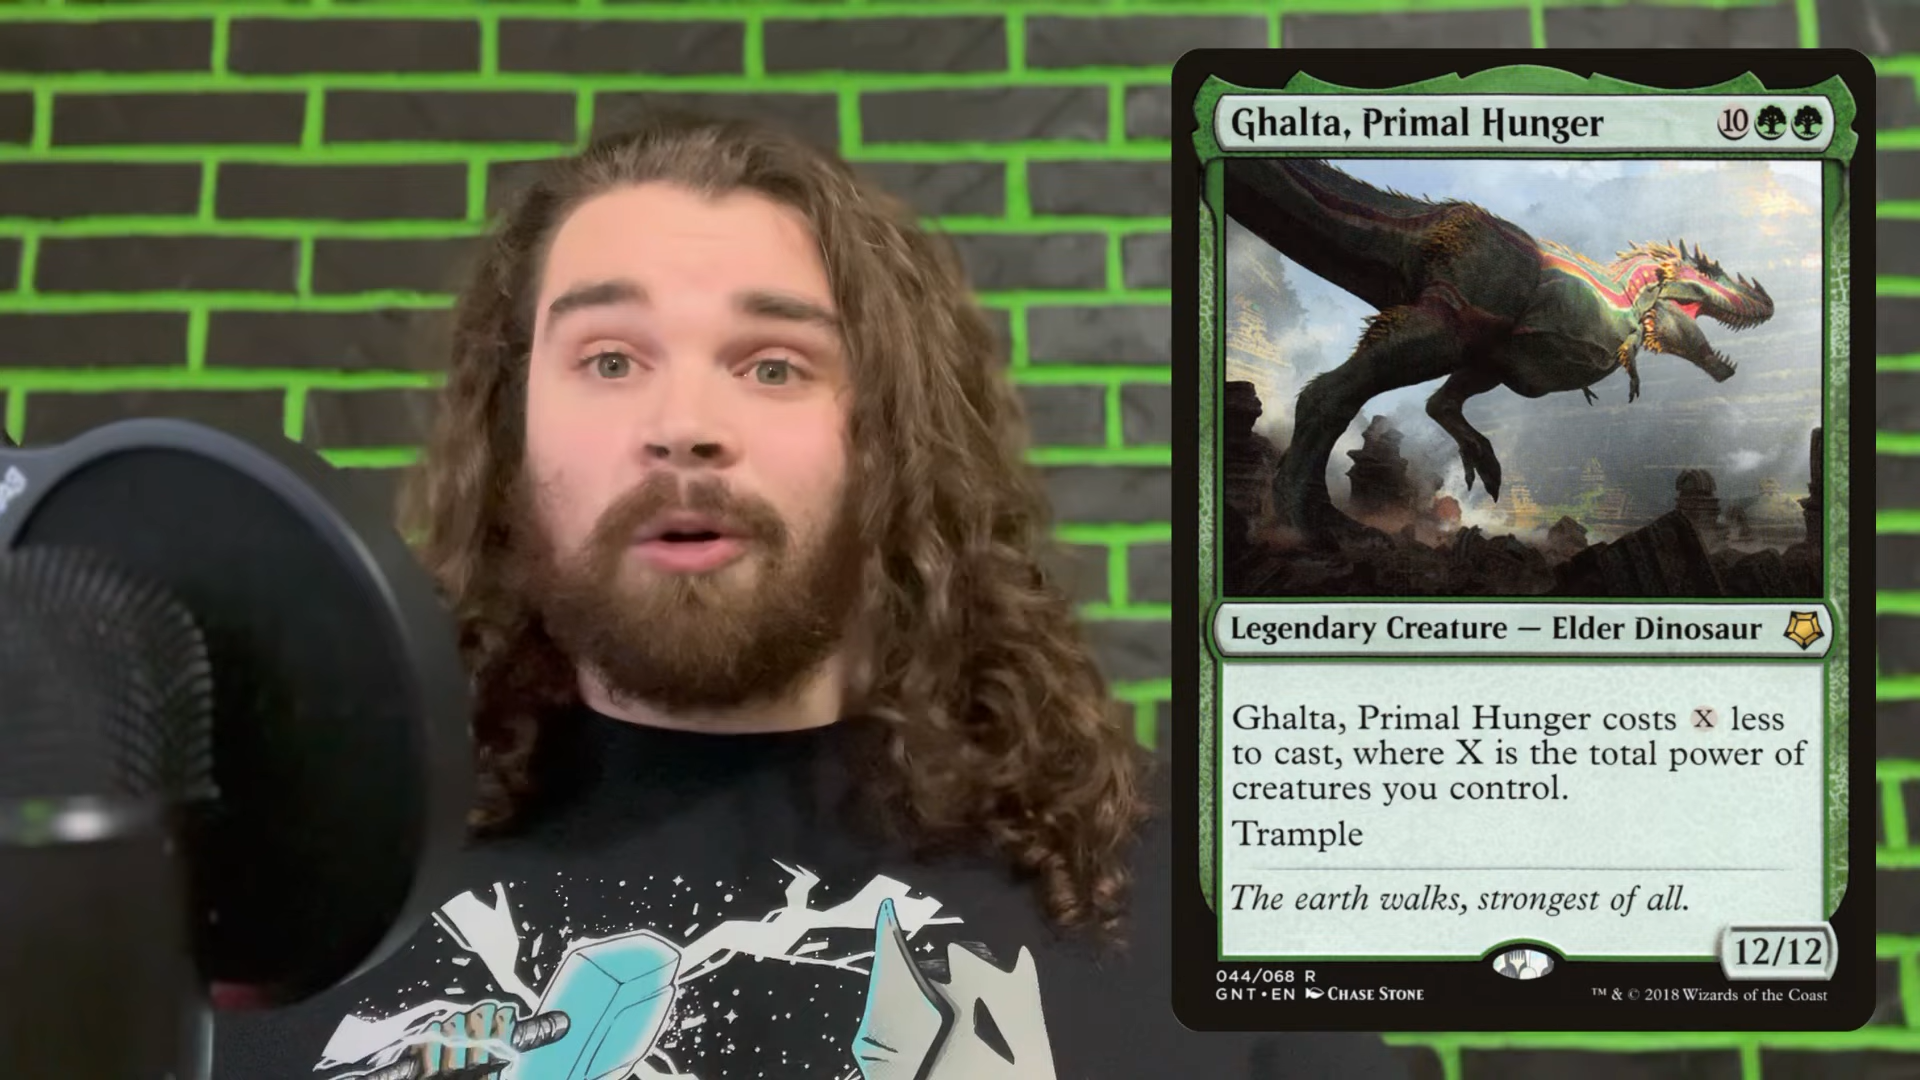 Ghalta, Primal Hunger 10
Legendary Creature — Elder Dinosaur
Ghalta, Primal Hunger costs X less
to cast, where X is the total power of
creatures you control.
Trample
The earth walks, strongest of all.
12/12
044/068 R
GNT • EN Chase Stone
™ & © 2018 Wizards of the Coast